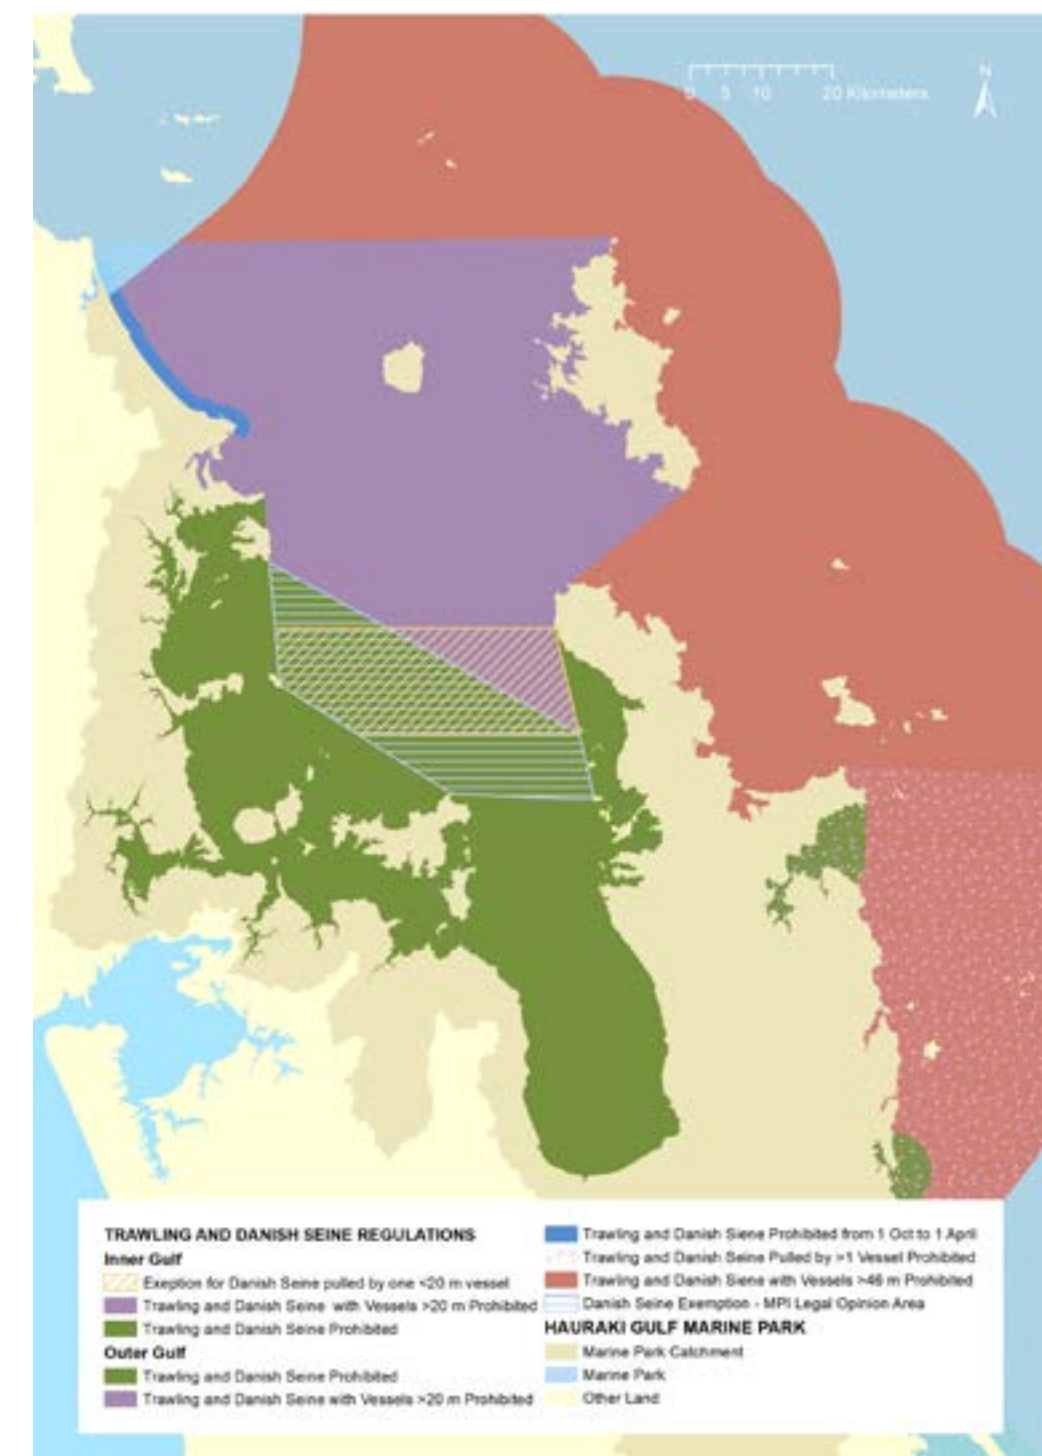 0 5 10 20 Kilometers
N
TRAWLING AND DANISH SEINE REGULATIONS
Inner Gulf
Exeption for Danish Seine pulled by one <20 m vessel
Trawling and Danish Seine with Vessels >20 m Prohibited
Trawling and Danish Seine Prohibited
Outer Gulf
Trawling and Danish Seine Prohibited
Trawling and Danish Seine with Vessels >20 m Prohibited
Trawling and Danish Siene Prohibited from 1 Oct to 1 April
Trawling and Danish Seine Pulled by >1 Vessel Prohibited
Trawling and Danish Siene with Vessels >46 m Prohibited
Danish Seine Exemption - MPI Legal Opinion Area
HAURAKI GULF MARINE PARK
Marine Park Catchment
Marine Park
Other Land